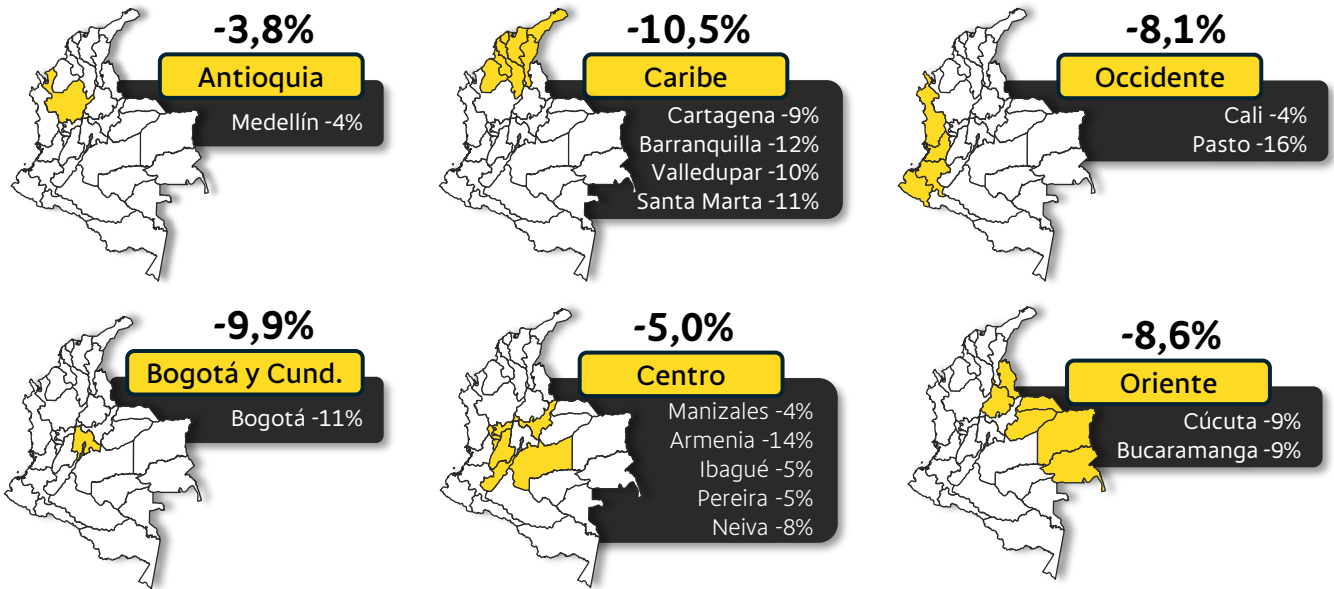 -3,8%
Antioquia
Medellín -4%
-10,5%
Caribe
Cartagena -9%
Barranquilla -12%
Valledupar -10%
Santa Marta -11%
-8,1%
Occidente
Cali -4%
Pasto -16%
-9,9%
Bogotá y Cund.
Bogotá -11%
-5,0%
Centro
Manizales -4%
Armenia -14%
Ibagué -5%
Pereira -5%
Neiva -8%
-8,6%
Oriente
Cúcuta -9%
Bucaramanga -9%